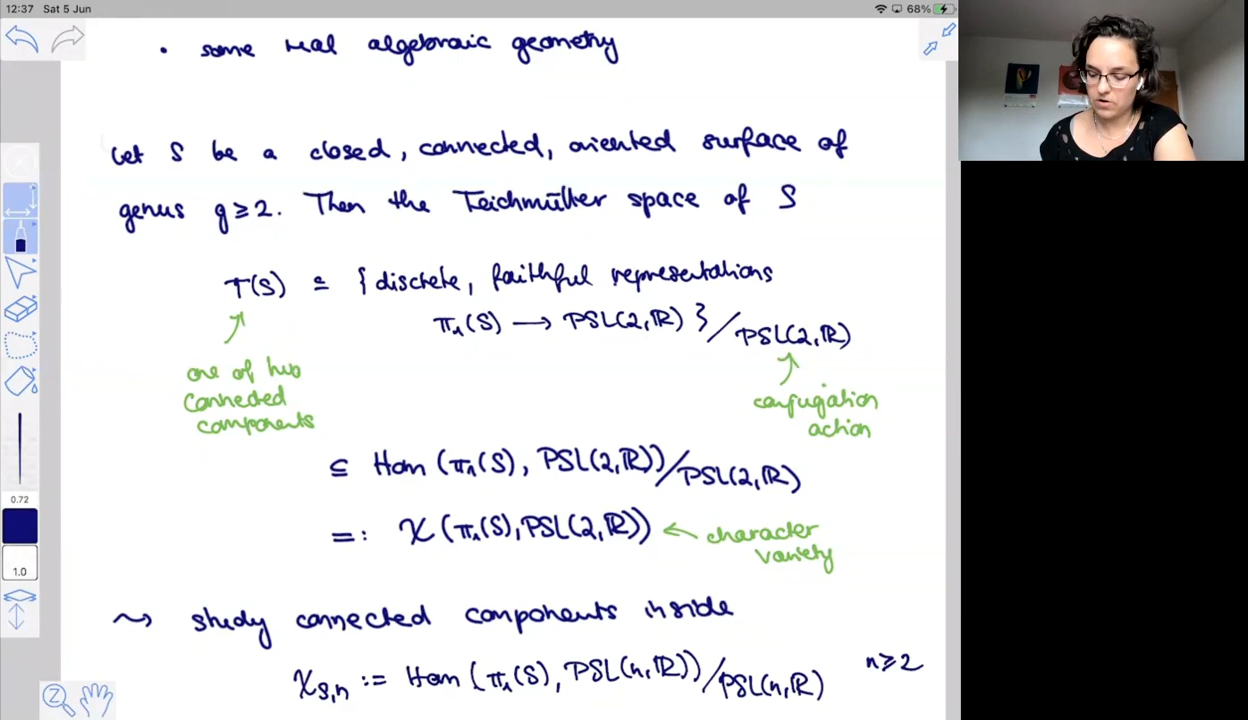 12:37 Sat 5 Jun 68%
• some real algebraic geometry
Let S be a closed, connected, oriented surface of
genus g ≥ 2. Then the Teichmüller space of S
T(S) ≅ { discrete, faithful representations
π₁(S) → PSL(2,ℝ) } / PSL(2,ℝ)
one of two
connected
components
conjugation
action
⊆ Hom (π₁(S), PSL(2,ℝ)) / PSL(2,ℝ)
=: χ (π₁(S), PSL(2,ℝ)) ← character
variety
⇝ study connected components inside
χ_{S,n} := Hom (π₁(S), PSL(n,ℝ)) / PSL(n,ℝ) n ≥ 2
0.72
1.0